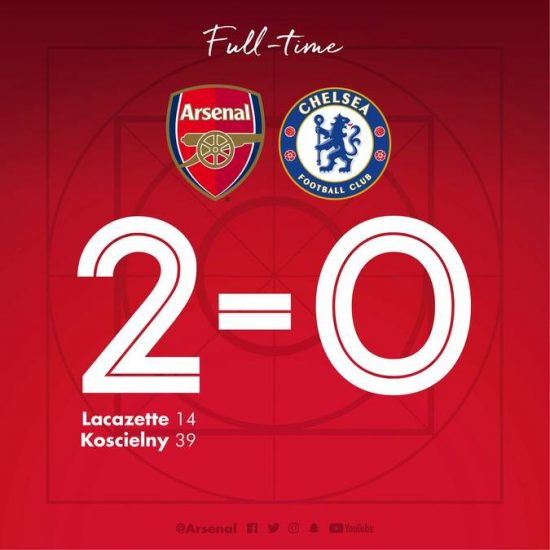 Full-time
Arsenal
CHELSEA
FOOTBALL CLUB
2-0
Lacazette 14
Koscielny 39
@Arsenal YouTube